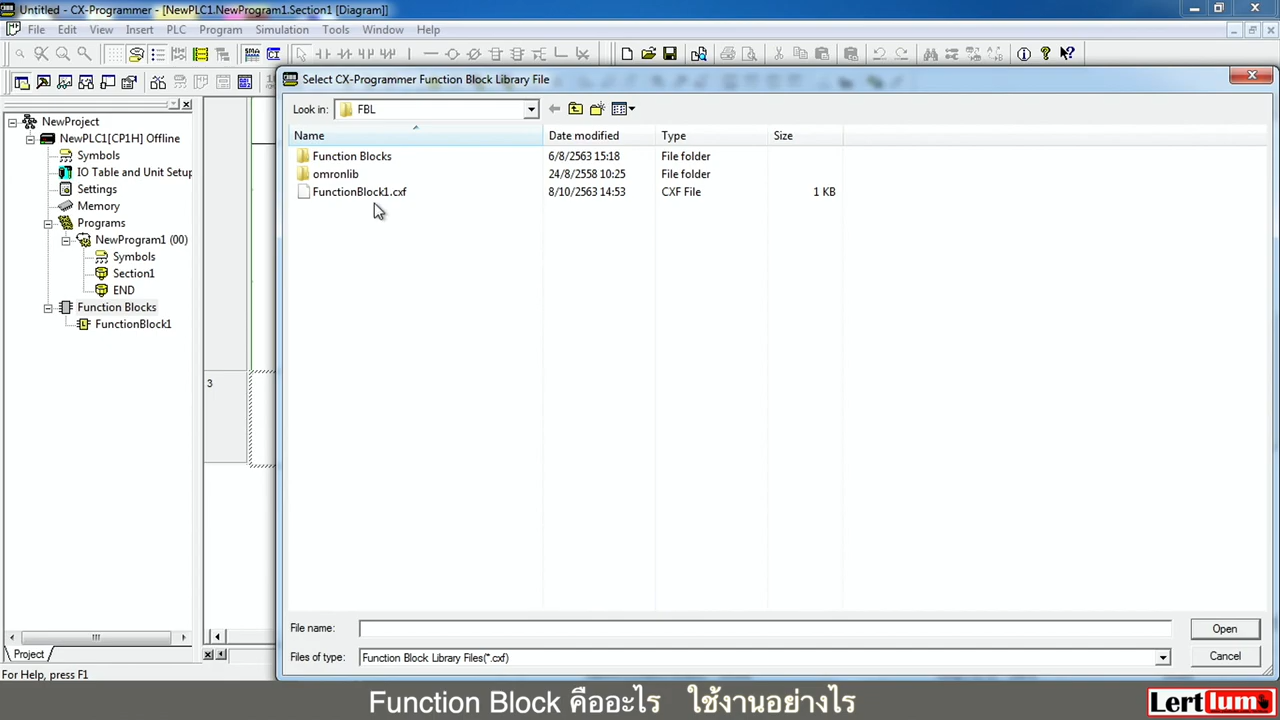 Untitled - CX-Programmer - [NewPLC1.NewProgram1.Section1 [Diagram]]
File Edit View Insert PLC Program Simulation Tools Window Help
Select CX-Programmer Function Block Library File
Look in: FBL
Name Date modified Type Size
Function Blocks 6/8/2563 15:18 File folder
omronlib 24/8/2558 10:25 File folder
FunctionBlock1.cxf 8/10/2563 14:53 CXF File 1 KB
NewProject
NewPLC1[CP1H] Offline
Symbols
IO Table and Unit Setup
Settings
Memory
Programs
NewProgram1 (00)
Symbols
Section1
END
Function Blocks
FunctionBlock1
3
File name:
Open
Files of type: Function Block Library Files(*.cxf)
Cancel
Project
For Help, press F1
Function Block คืออะไร ใช้งานอย่างไร
Lertlum